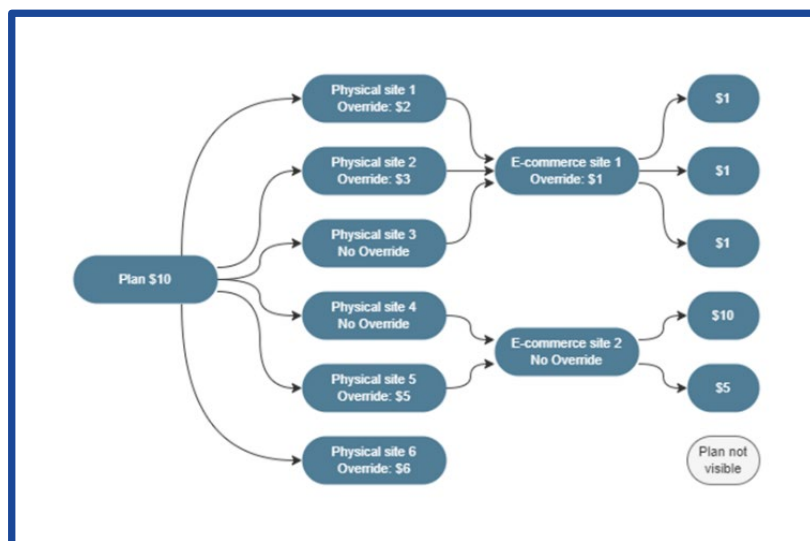 Physical site 1
Override: $2
$1
Physical site 2
Override: $3
E-commerce site 1
Override: $1
$1
Physical site 3
No Override
$1
Plan $10
Physical site 4
No Override
$10
E-commerce site 2
No Override
Physical site 5
Override: $5
$5
Physical site 6
Override: $6
Plan not
visible